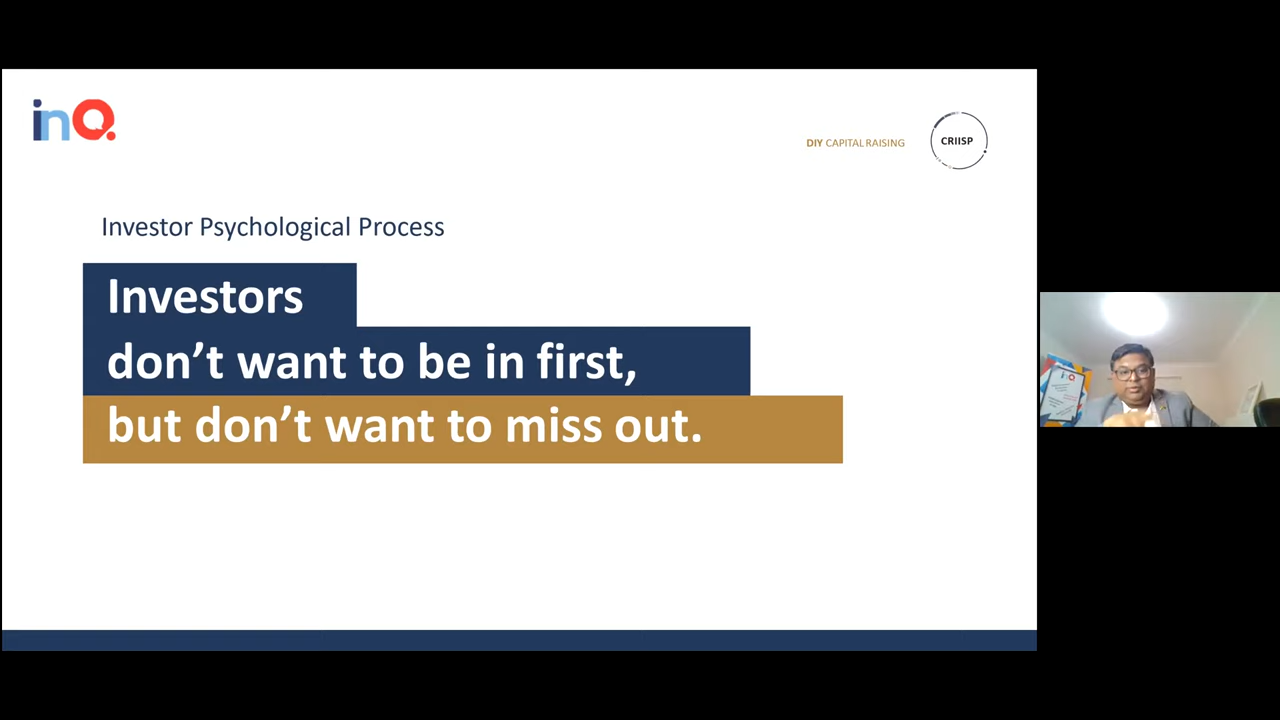 inQ.
DIY CAPITAL RAISING
CRIISP
Investor Psychological Process
Investors
don't want to be in first,
but don't want to miss out.
inQ